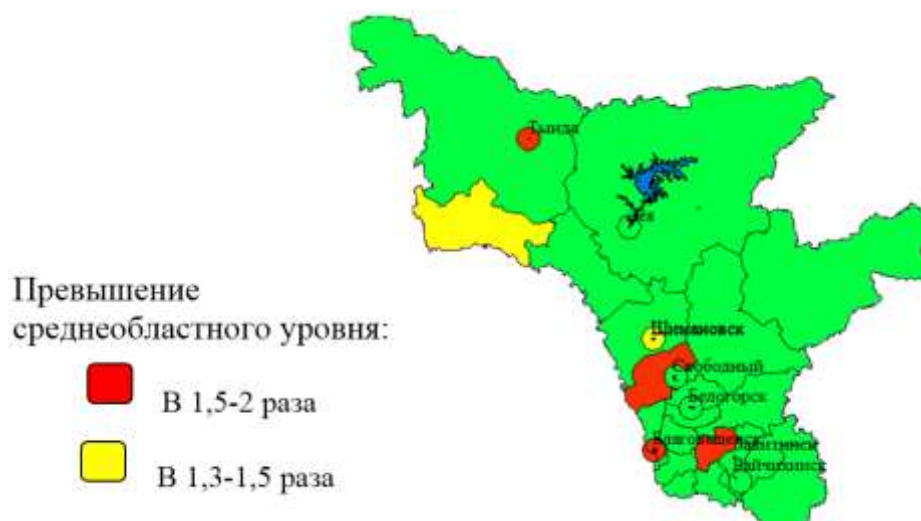 Тында
Зея
Превышение
среднеобластного уровня:
Шимановск
В 1,5-2 раза
Свободный
Белогорск
Благовещенск
Завитинск
Райчихинск
В 1,3-1,5 раза